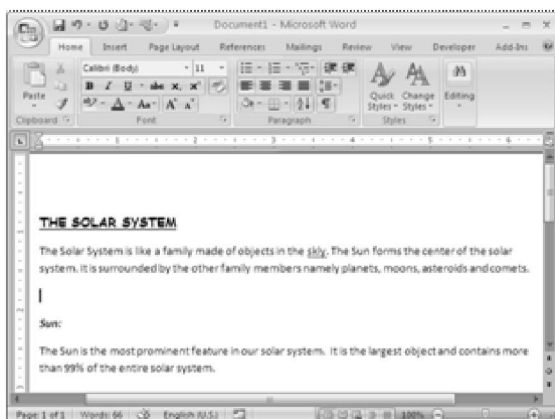 Document1 - Microsoft Word
Home Insert Page Layout References Mailings Review View Developer Add-Ins
Calibri (Body) 11
Paste B I U abe x, x² Quick Styles Change Styles Editing
Clipboard Font Paragraph Styles
THE SOLAR SYSTEM
The Solar System is like a family made of objects in the skly. The Sun forms the center of the solar
system. It is surrounded by the other family members namely planets, moons, asteroids and comets.
Sun:
The Sun is the most prominent feature in our solar system. It is the largest object and contains more
than 99% of the entire solar system.
Page: 1 of 1 Words: 66 English (U.S.) 100%